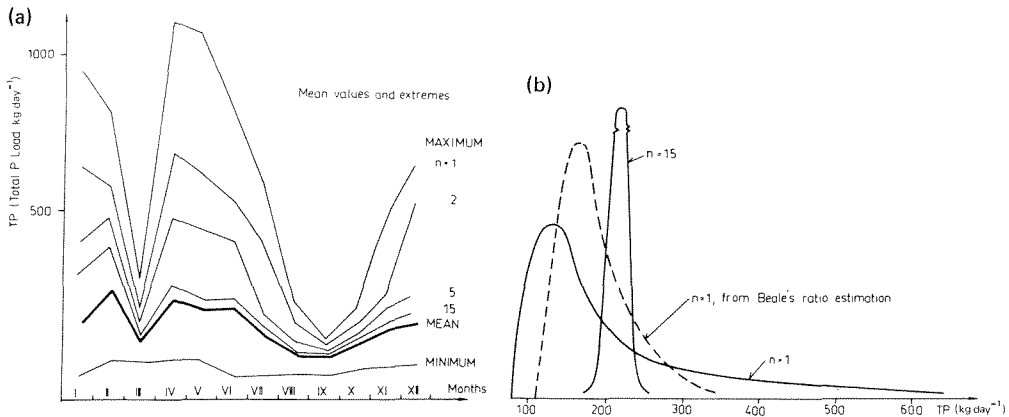 (a)
1000
500
TP (Total P Load kg day⁻¹)
Mean values and extremes
MAXIMUM
n=1
2
5
15
MEAN
MINIMUM
I II III IV V VI VII VIII IX X XI XII Months
(b)
n=15
n=1, from Beale's ratio estimation
n=1
100 200 300 400 500 600 TP (kg day⁻¹)